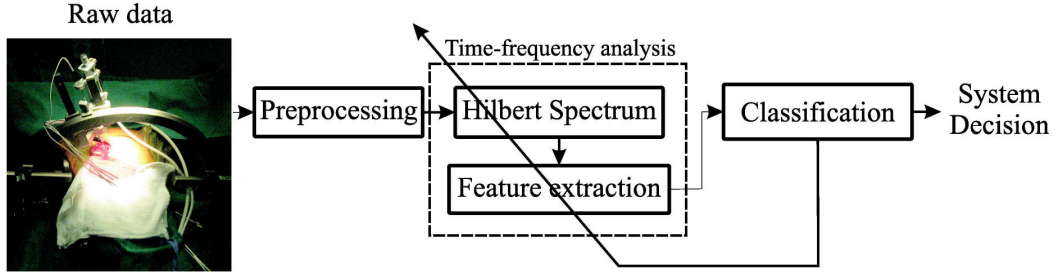 Raw data
Time-frequency analysis
Preprocessing
Hilbert Spectrum
Feature extraction
Classification
System
Decision